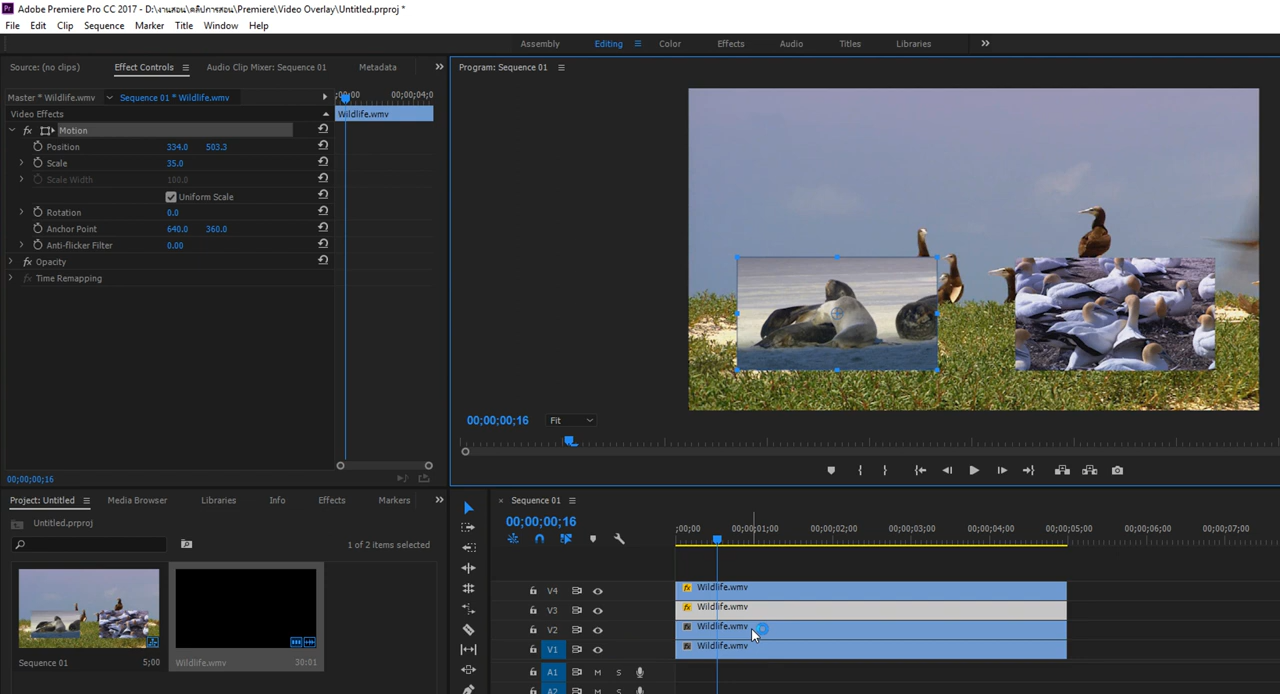 Adobe Premiere Pro CC 2017 - D:\งานสอน\คลิปการสอน\Premiere\Video Overlay\Untitled.prproj *
File Edit Clip Sequence Marker Title Window Help
Assembly Editing Color Effects Audio Titles Libraries
Source: (no clips) Effect Controls Audio Clip Mixer: Sequence 01 Metadata
Program: Sequence 01
Master * Wildlife.wmv Sequence 01 * Wildlife.wmv
;00;00 00;00;04;0
Video Effects
Wildlife.wmv
fx Motion
Position 334.0 503.3
Scale 35.0
Scale Width 100.0
Uniform Scale
Rotation 0.0
Anchor Point 640.0 360.0
Anti-flicker Filter 0.00
fx Opacity
fx Time Remapping
00;00;00;16 Fit
00;00;00;16
Project: Untitled Media Browser Libraries Info Effects Markers
Untitled.prproj
1 of 2 items selected
Sequence 01 5;00
Wildlife.wmv 30:01
Sequence 01
00;00;00;16
;00;00 00;00;01;00 00;00;02;00 00;00;03;00 00;00;04;00 00;00;05;00 00;00;06;00 00;00;07;00
V4 fx Wildlife.wmv
V3 fx Wildlife.wmv
V2 fx Wildlife.wmv
V1 fx Wildlife.wmv
A1 M S
A2 M S